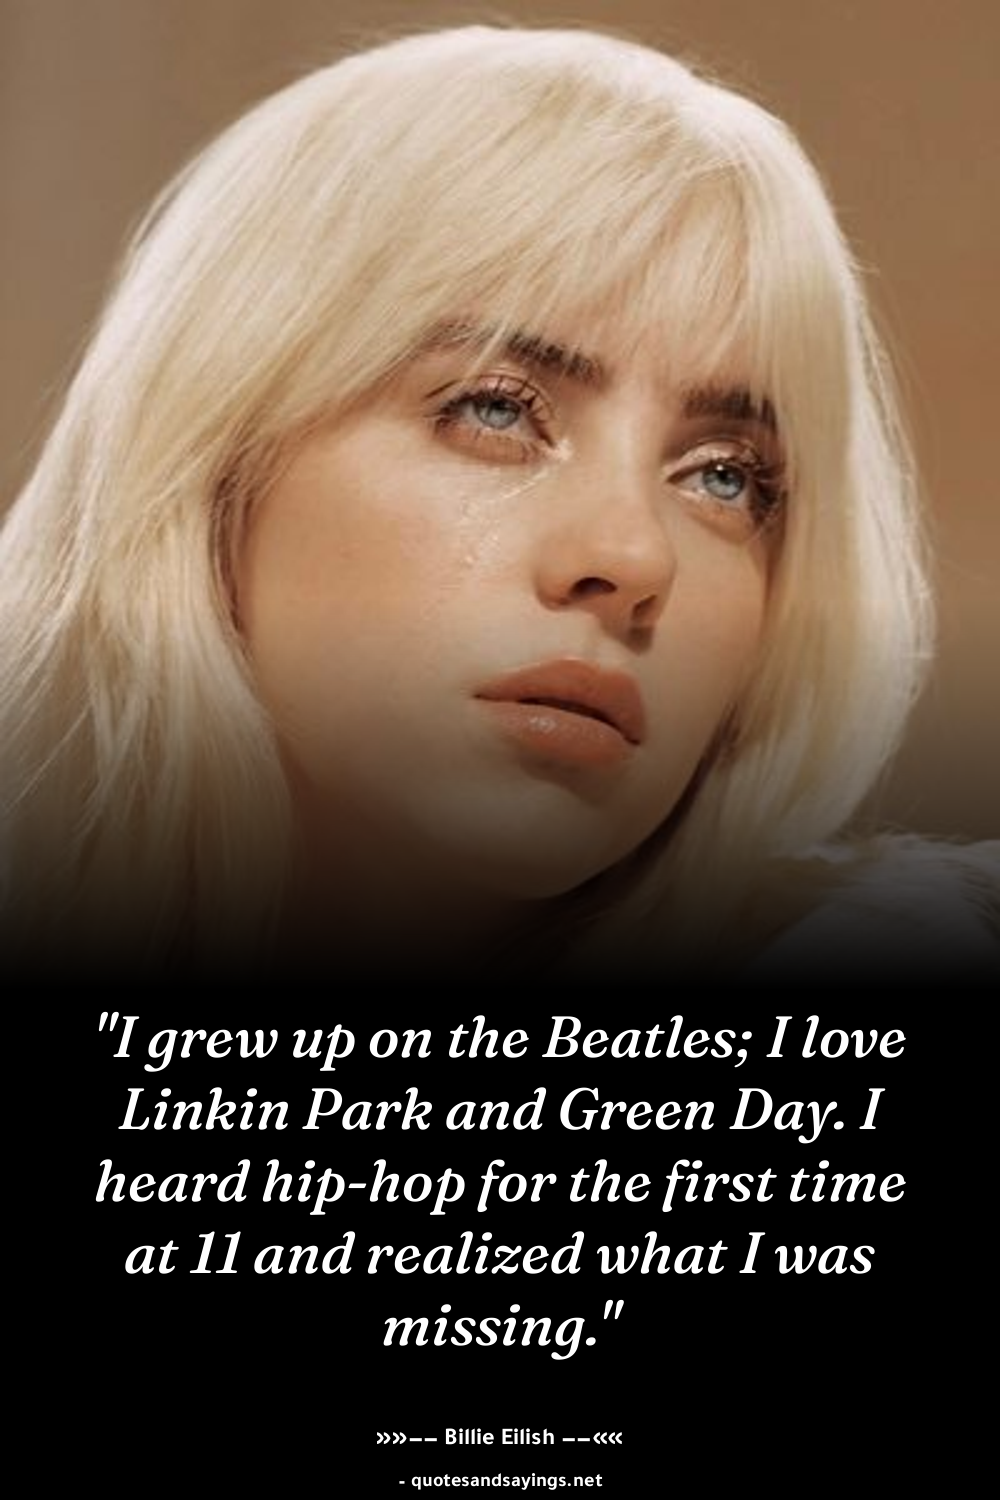 "I grew up on the Beatles; I love
Linkin Park and Green Day. I
heard hip-hop for the first time
at 11 and realized what I was
missing."
»»–– Billie Eilish ––««
- quotesandsayings.net